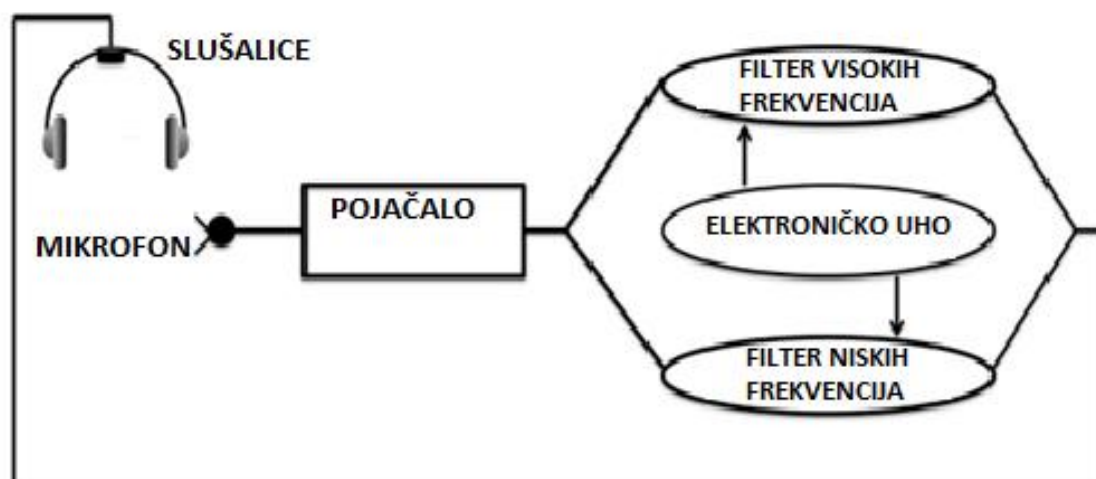 SLUŠALICE
FILTER VISOKIH
FREKVENCIJA
POJAČALO
ELEKTRONIČKO UHO
MIKROFON
FILTER NISKIH
FREKVENCIJA